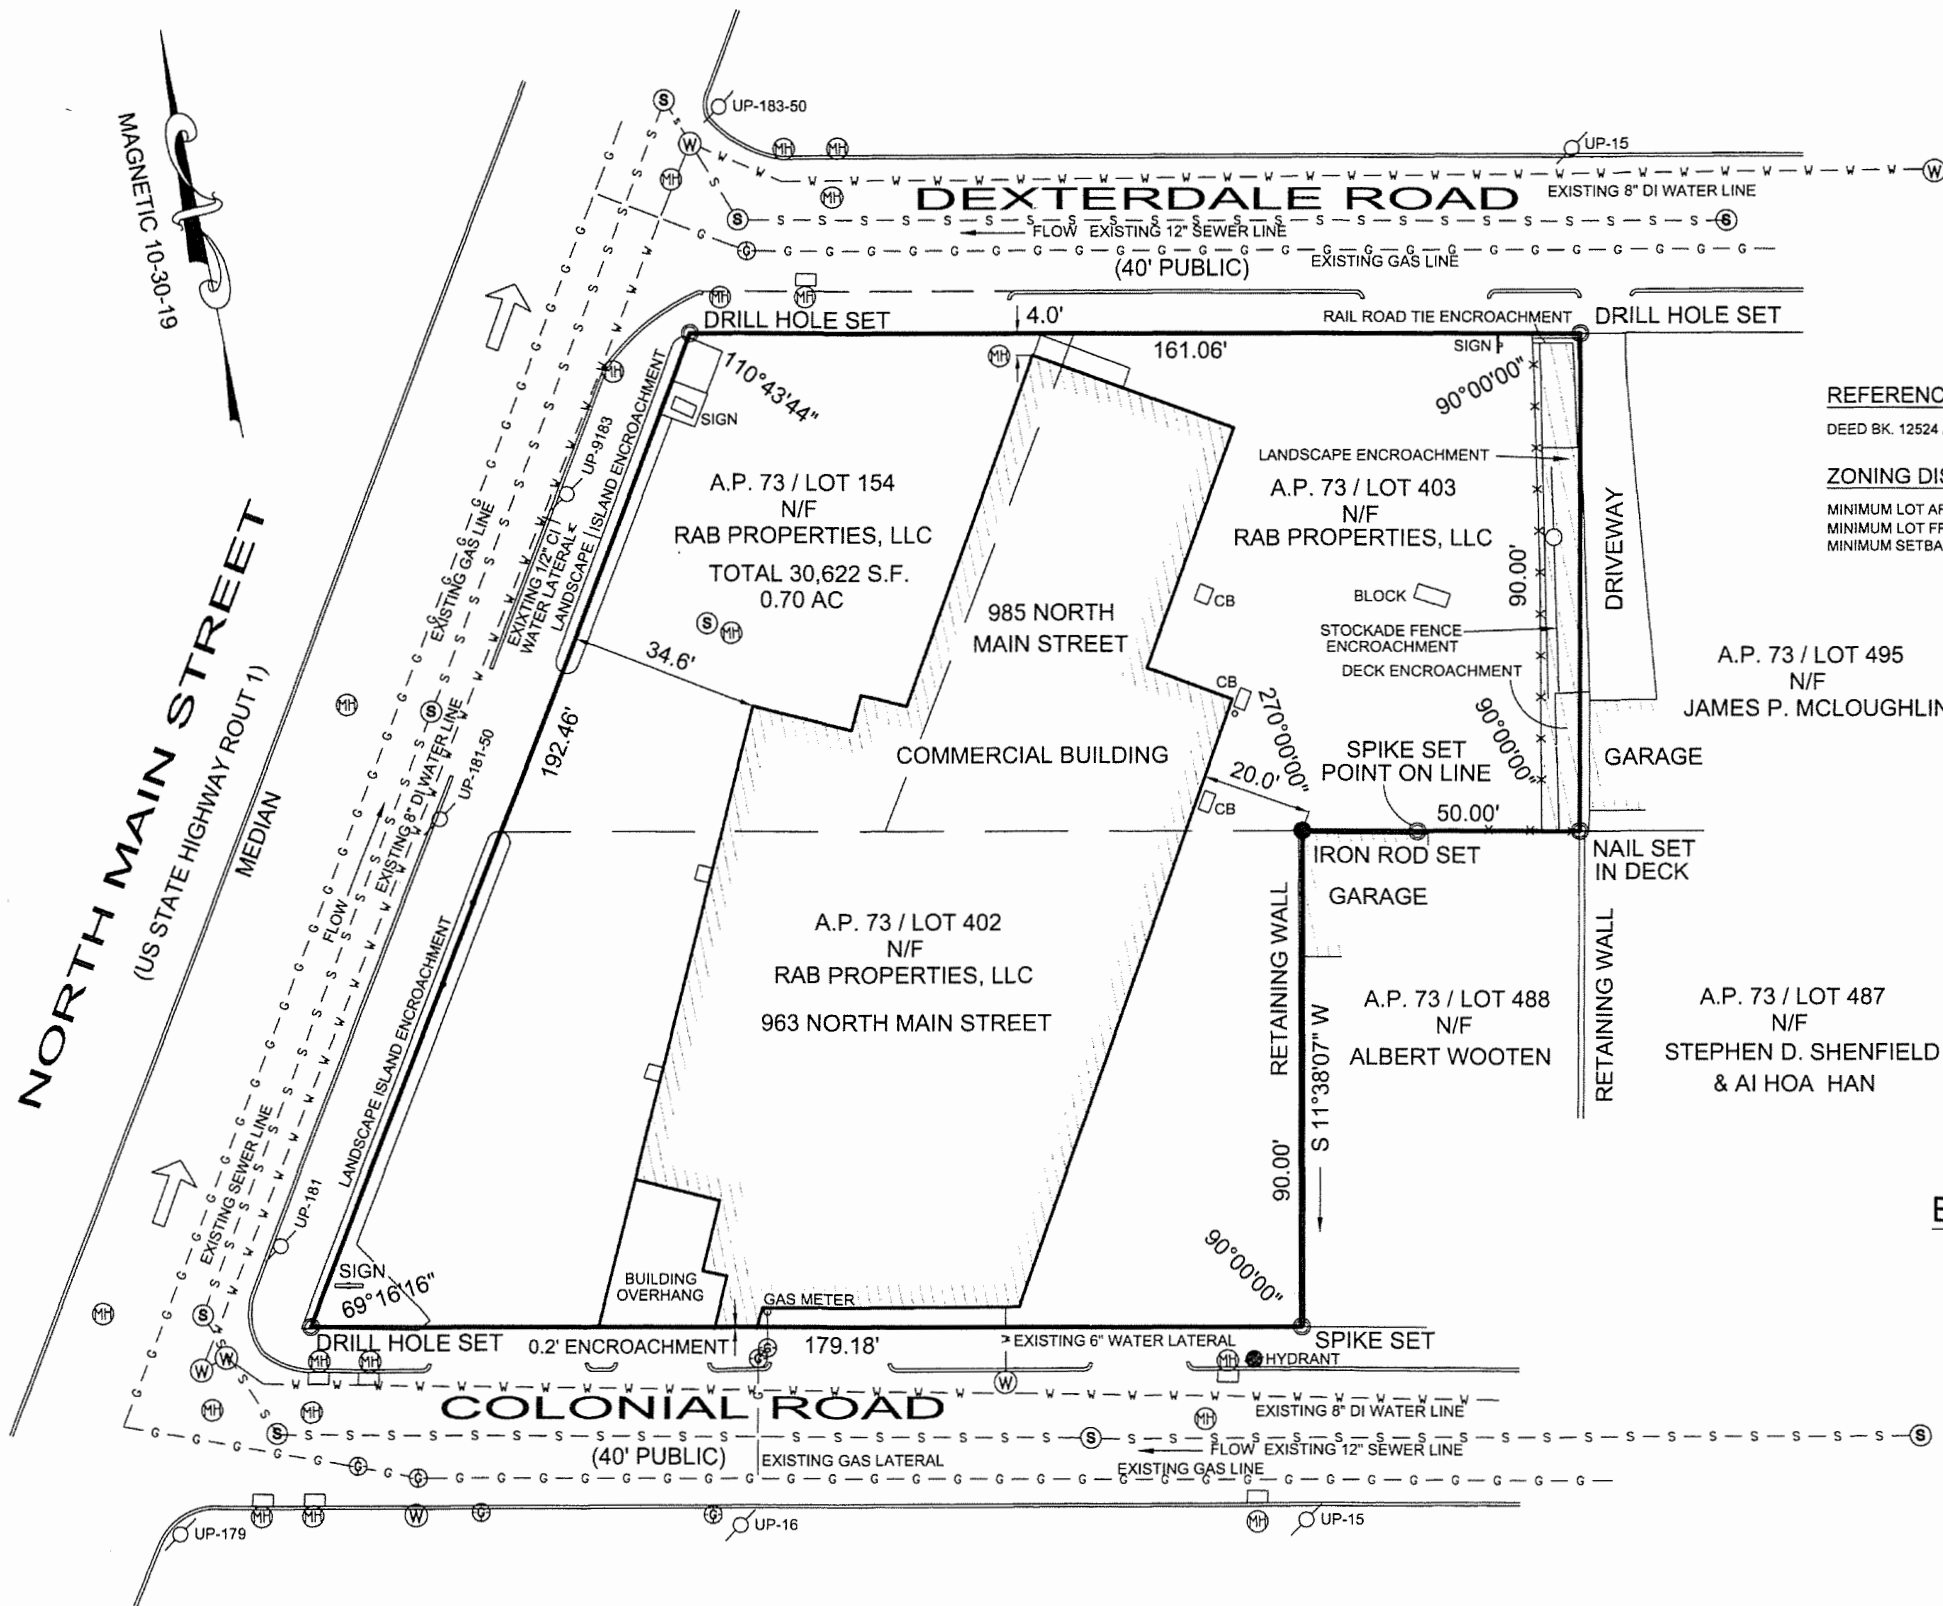 MAGNETIC 10-30-19
UP-183-50
UP-15
DEXTERDALE ROAD
EXISTING 8" DI WATER LINE
FLOW EXISTING 12" SEWER LINE
EXISTING GAS LINE
(40' PUBLIC)
DRILL HOLE SET
4.0'
RAIL ROAD TIE ENCROACHMENT
DRILL HOLE SET
161.06'
SIGN
110°43'44"
90°00'00"
SIGN
REFERENC
DEED BK. 12524
ZONING DIS
MINIMUM LOT AR
MINIMUM LOT FR
MINIMUM SETBA
UP-9183
LANDSCAPE ISLAND ENCROACHMENT
EXIXTING 1/2" CI
WATER LATERAL
EXISTING GAS LINE
A.P. 73 / LOT 154
N/F
RAB PROPERTIES, LLC
TOTAL 30,622 S.F.
0.70 AC
LANDSCAPE ENCROACHMENT
A.P. 73 / LOT 403
N/F
RAB PROPERTIES, LLC
BLOCK
90.00'
DRIVEWAY
CB
985 NORTH
MAIN STREET
STOCKADE FENCE
ENCROACHMENT
DECK ENCROACHMENT
A.P. 73 / LOT 495
N/F
JAMES P. MCLOUGHLIN
34.6'
192.46'
CB
270°00'00"
90°00'00"
COMMERCIAL BUILDING
SPIKE SET
POINT ON LINE
GARAGE
20.0'
CB
50.00'
NORTH MAIN STREET
(US STATE HIGHWAY ROUT 1)
MEDIAN
UP-181-50
EXISTING 8" DI WATER LINE
FLOW
IRON ROD SET
NAIL SET
IN DECK
GARAGE
RETAINING WALL
RETAINING WALL
A.P. 73 / LOT 402
N/F
RAB PROPERTIES, LLC
963 NORTH MAIN STREET
A.P. 73 / LOT 488
N/F
ALBERT WOOTEN
A.P. 73 / LOT 487
N/F
STEPHEN D. SHENFIELD
& AI HOA HAN
S 11°38'07" W
90.00'
LANDSCAPE ISLAND ENCROACHMENT
EXISTING SEWER LINE
UP-181
90°00'00"
SIGN
69°16'16"
BUILDING
OVERHANG
GAS METER
DRILL HOLE SET
0.2' ENCROACHMENT
179.18'
EXISTING 6" WATER LATERAL
SPIKE SET
HYDRANT
COLONIAL ROAD
EXISTING 8" DI WATER LINE
(40' PUBLIC)
EXISTING GAS LATERAL
FLOW EXISTING 12" SEWER LINE
EXISTING GAS LINE
UP-179
UP-16
UP-15